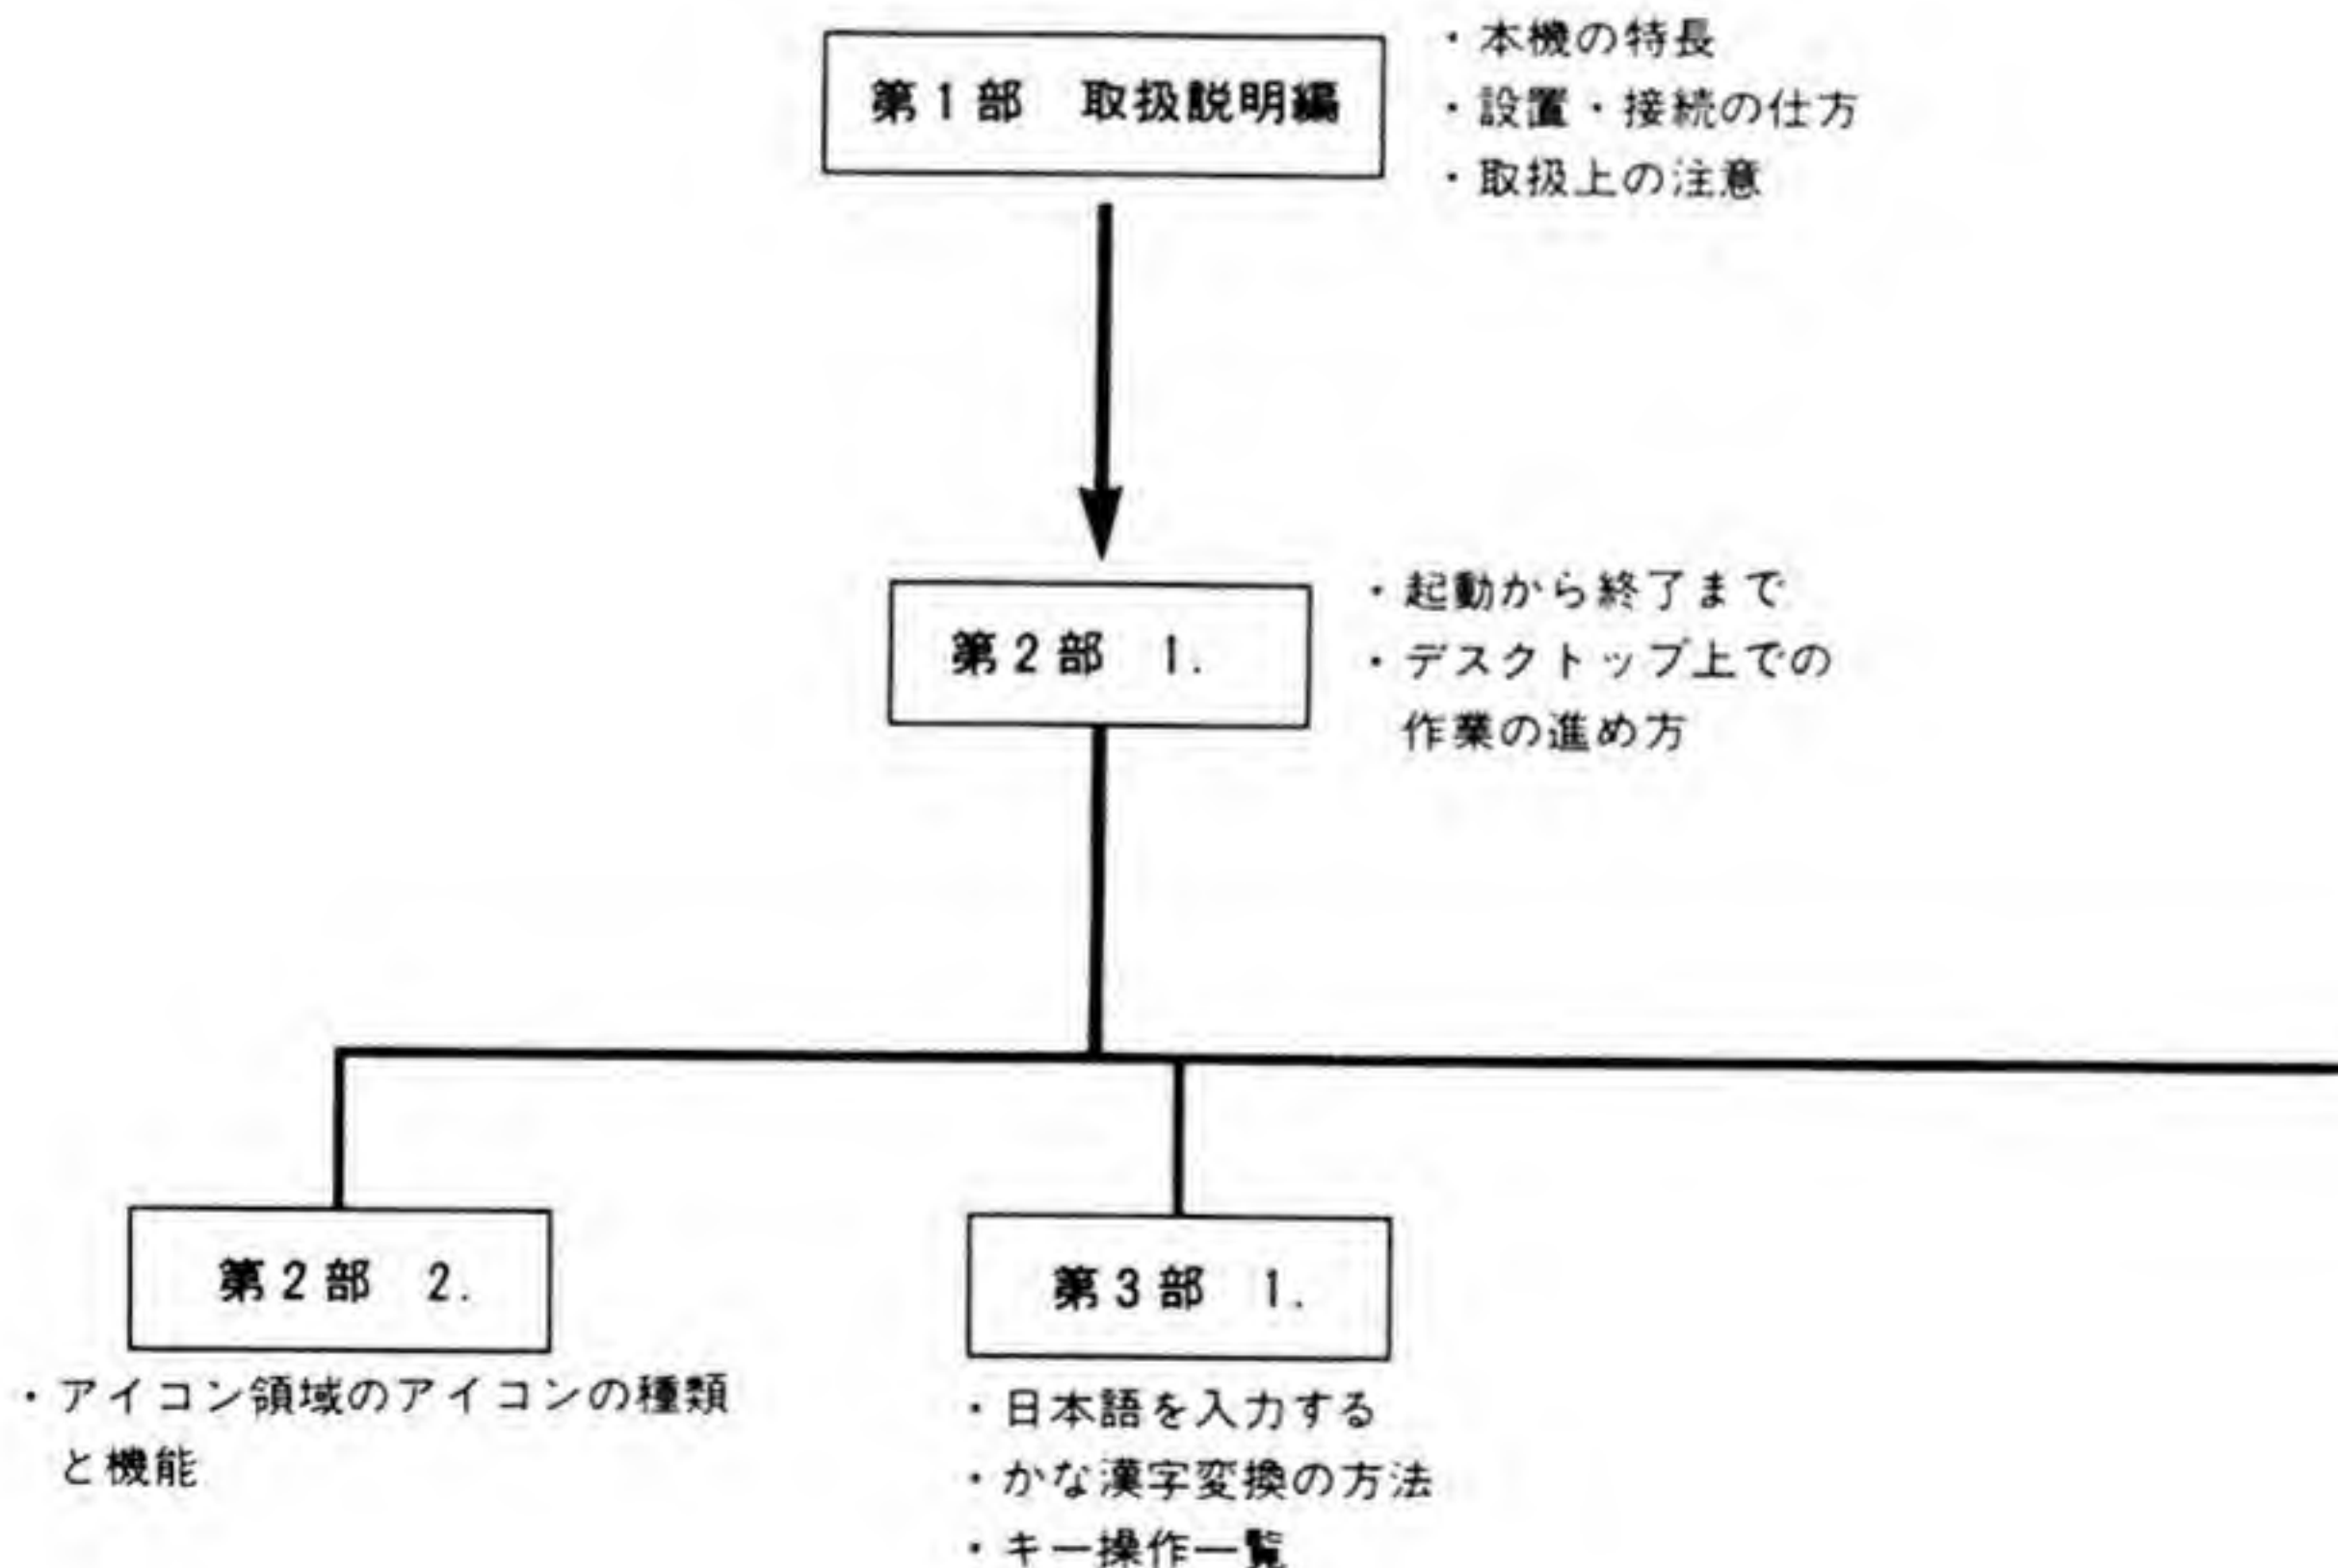 第1部　取扱説明編
・本機の特長
・設置・接続の仕方
・取扱上の注意
第2部　1.
・起動から終了まで
・デスクトップ上での
作業の進め方
第2部　2.
・アイコン領域のアイコンの種類
と機能
第3部　1.
・日本語を入力する
・かな漢字変換の方法
・キー操作一覧